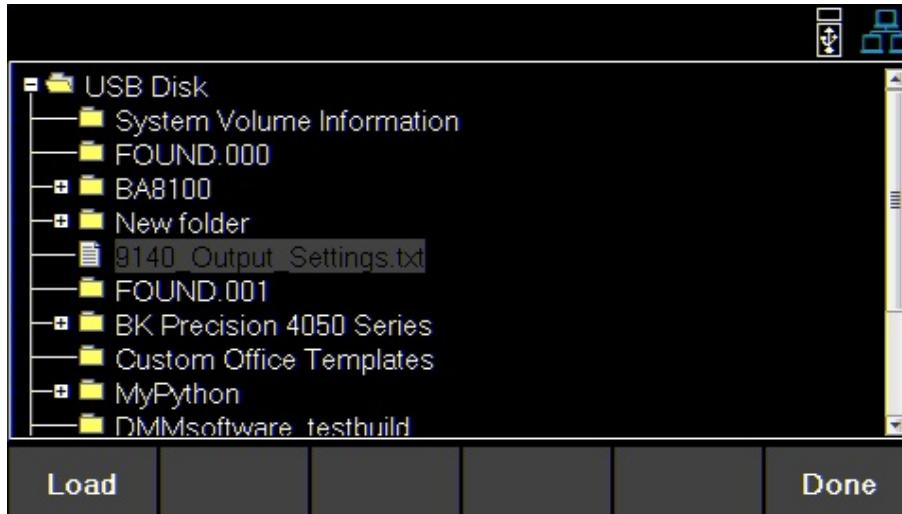 USB Disk
System Volume Information
FOUND.000
BA8100
New folder
9140_Output_Settings.txt
FOUND.001
BK Precision 4050 Series
Custom Office Templates
MyPython
DMMsoftware_testbuild
Load
Done